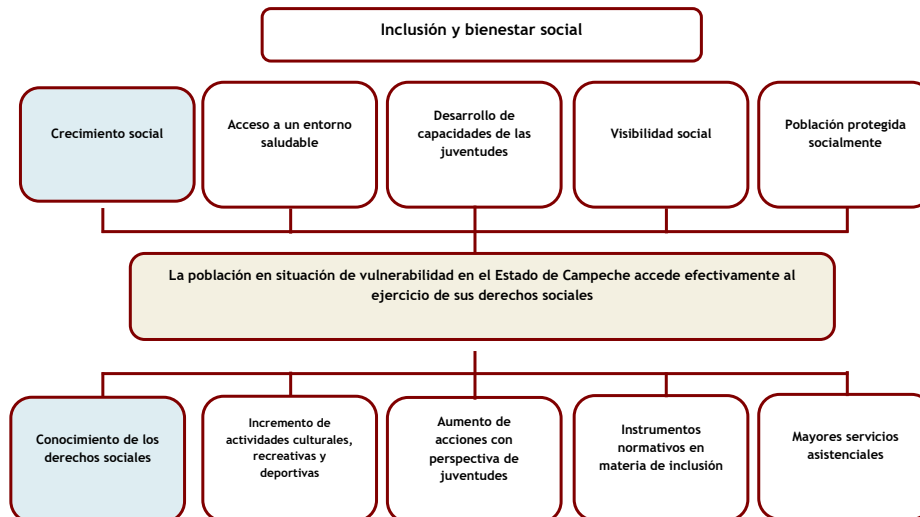 Inclusión y bienestar social
Crecimiento social
Acceso a un entorno
saludable
Desarrollo de
capacidades de las
juventudes
Visibilidad social
Población protegida
socialmente
La población en situación de vulnerabilidad en el Estado de Campeche accede efectivamente al
ejercicio de sus derechos sociales
Conocimiento de los
derechos sociales
Incremento de
actividades culturales,
recreativas y
deportivas
Aumento de
acciones con
perspectiva de
juventudes
Instrumentos
normativos en
materia de inclusión
Mayores servicios
asistenciales